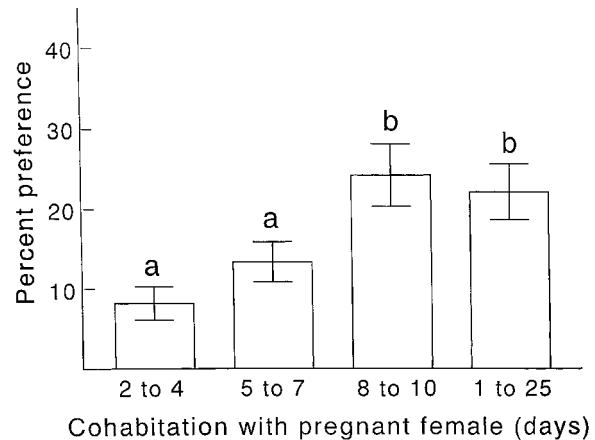 Percent preference
40
30
20
10
a
a
b
b
2 to 4
5 to 7
8 to 10
1 to 25
Cohabitation with pregnant female (days)